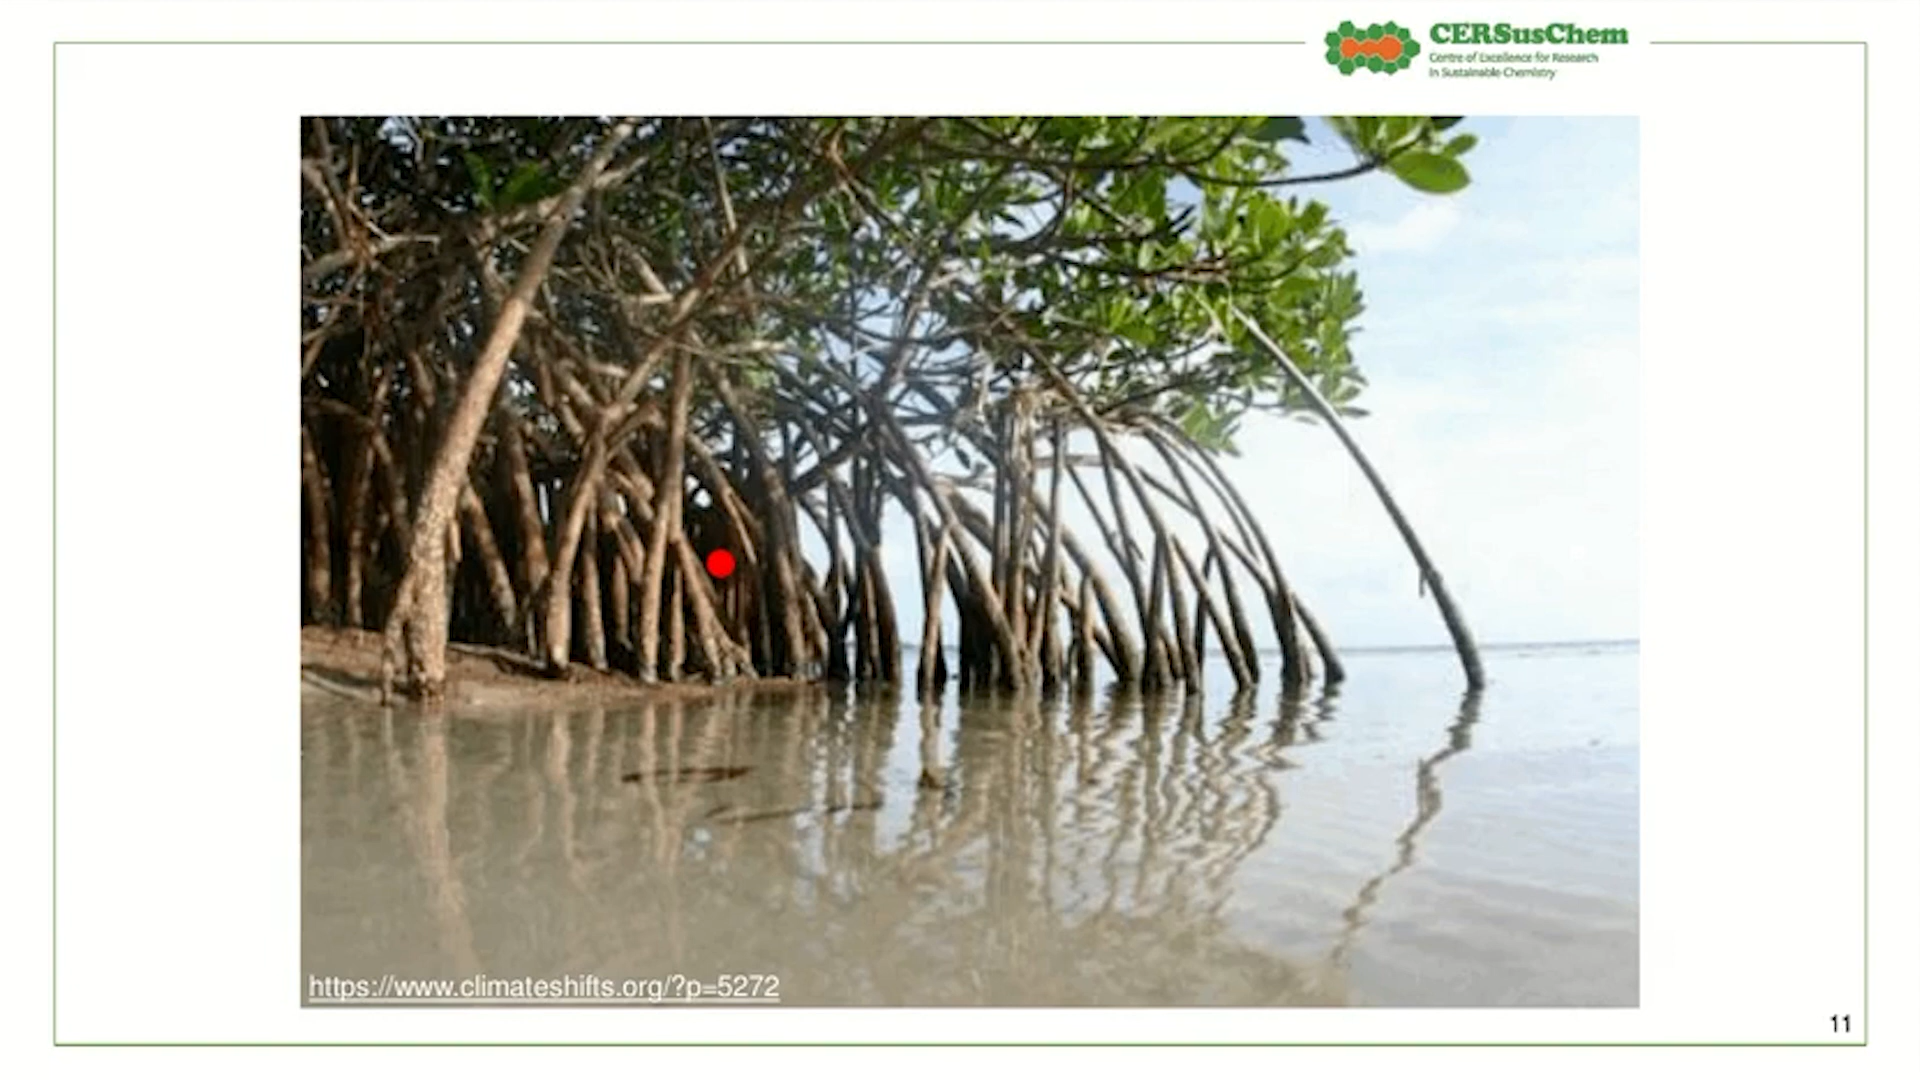 CERSusChem
Centre of Excellence for Research
in Sustainable Chemistry
https://www.climateshifts.org/?p=5272
11